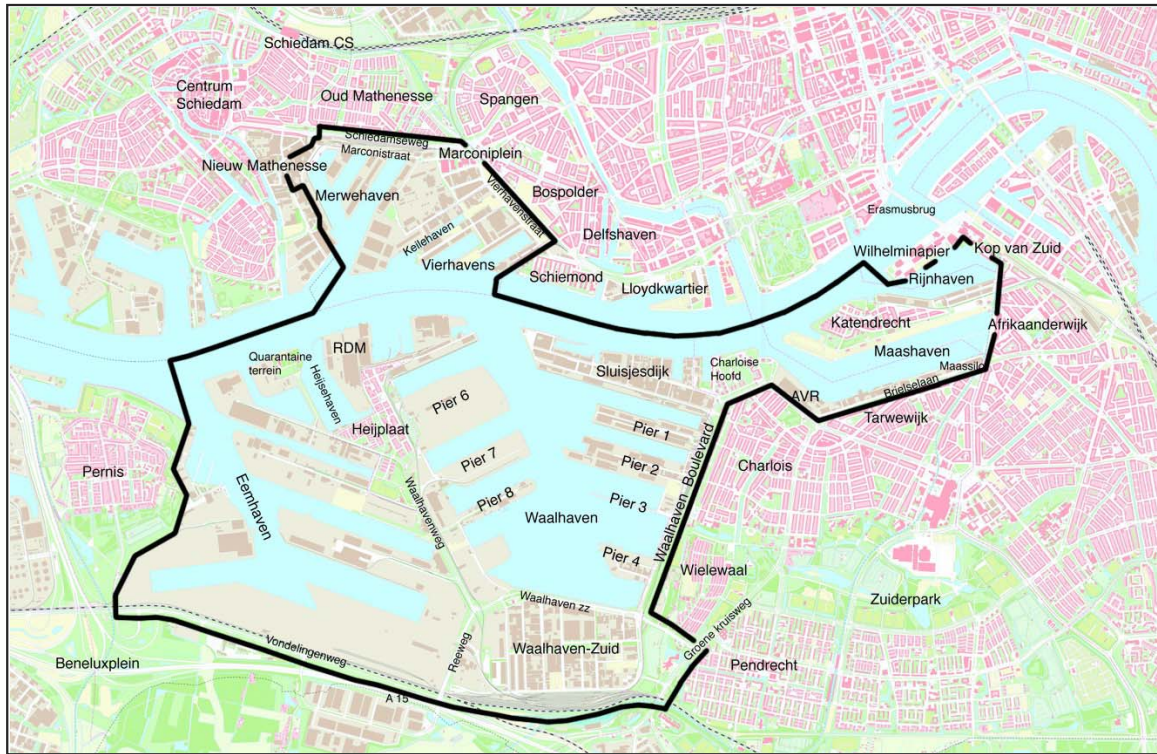 Schiedam CS
Centrum
Schiedam
Oud Mathenesse
Spangen
Schiedamseweg
Marconistraat
Marconiplein
Nieuw Mathenesse
Merwehaven
Vierhavenstraat
Bospolder
Erasmusbrug
Keilehaven
Delfshaven
Wilhelminapier
Kop van Zuid
Vierhavens
Schiemond
Rijnhaven
Lloydkwartier
Katendrecht
Afrikaanderwijk
RDM
Quarantaine
terrein
Maashaven
Sluisjesdijk
Charloise
Hoofd
Maassilo
Heijsehaven
AVR
Brielselaan
Pier 6
Tarwewijk
Heijplaat
Pier 1
Pier 7
Pier 2
Charlois
Pernis
Eemhaven
Waalhavenweg
Pier 8
Pier 3
Waalhaven
Waalhaven Boulevard
Pier 4
Wielewaal
Waalhaven zz
Zuiderpark
Groene kruisweg
Vondelingenweg
Reeweg
Waalhaven-Zuid
Beneluxplein
Pendrecht
A 15